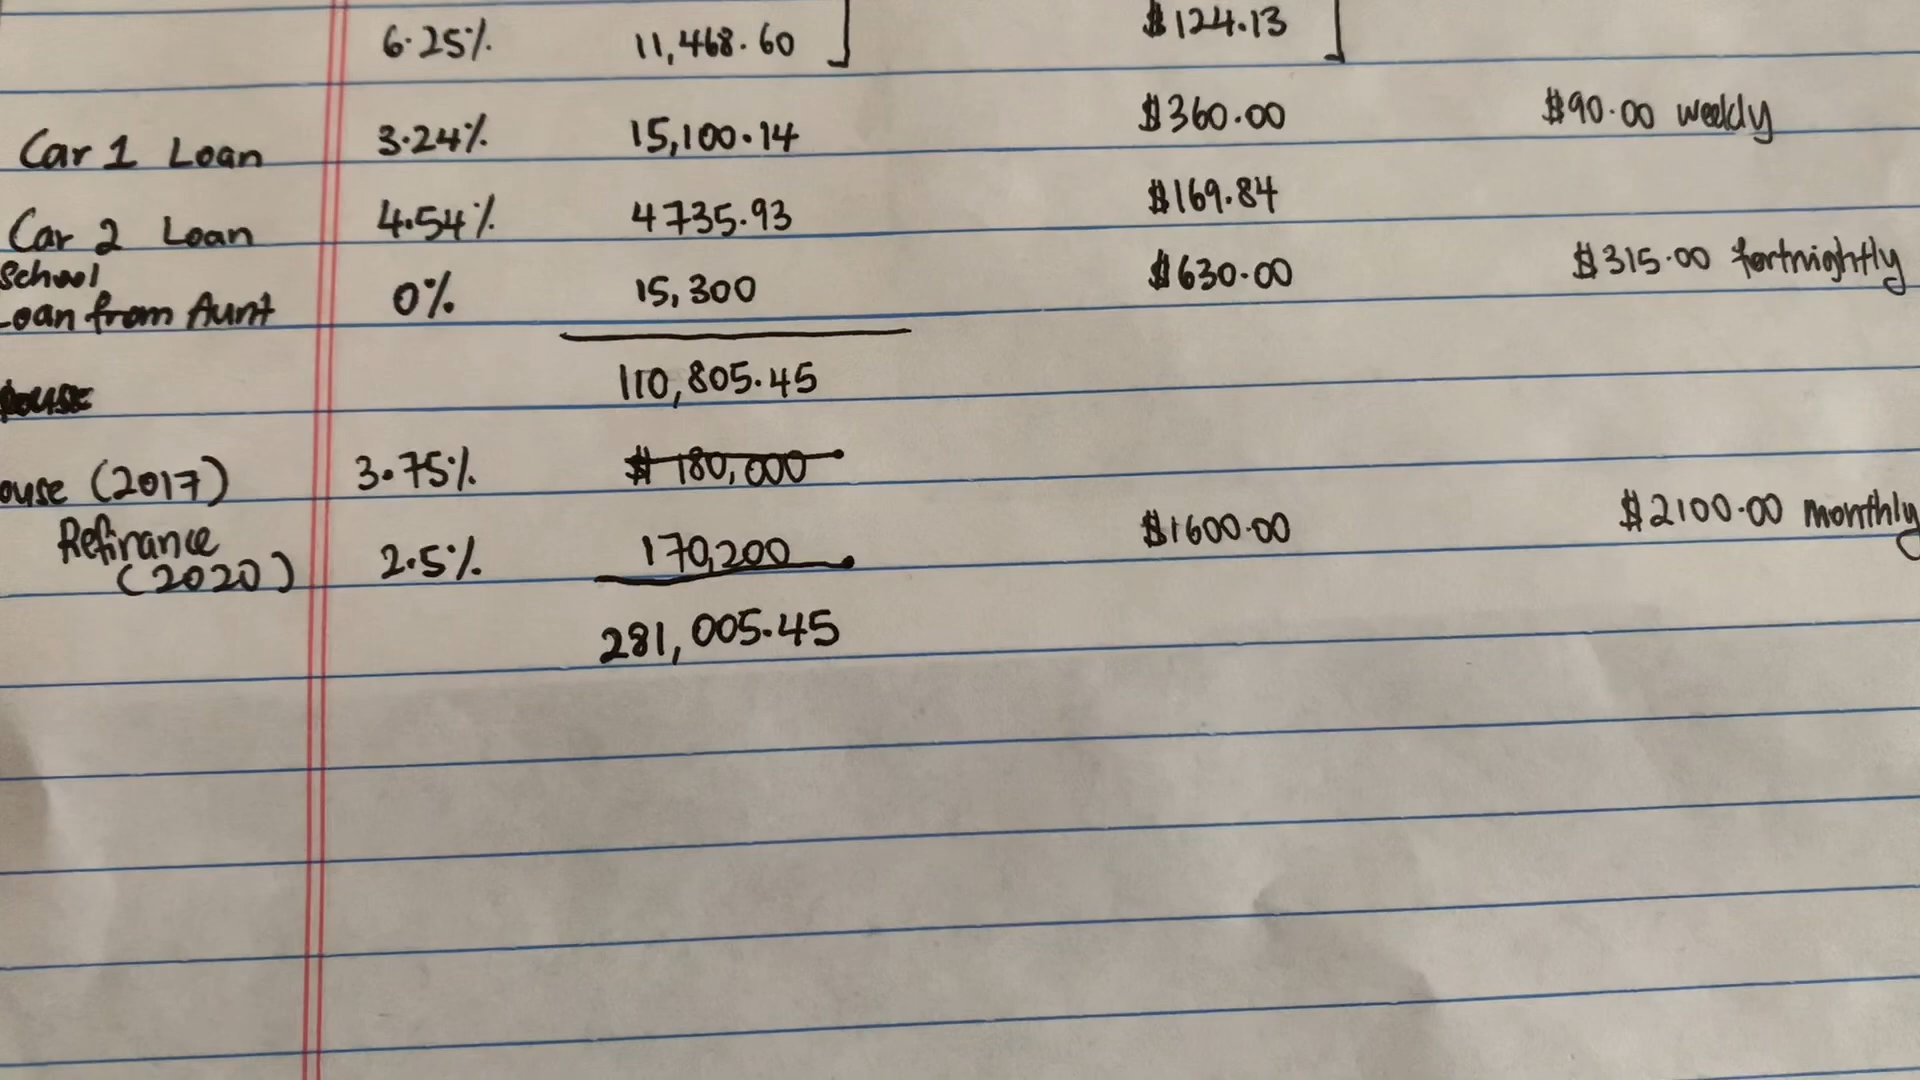 6.25% 11,468.60 $124.13
Car 1 Loan 3.24% 15,100.14 $360.00 $90.00 weekly
Car 2 Loan 4.54% 4735.93 $169.84
School
Loan from Aunt 0% 15,300 $630.00 $315.00 fortnightly
110,805.45
ouse (2017) 3.75% $180,000
Refinance
(2020) 2.5% 170,200 $1600.00 $2100.00 monthly
281,005.45